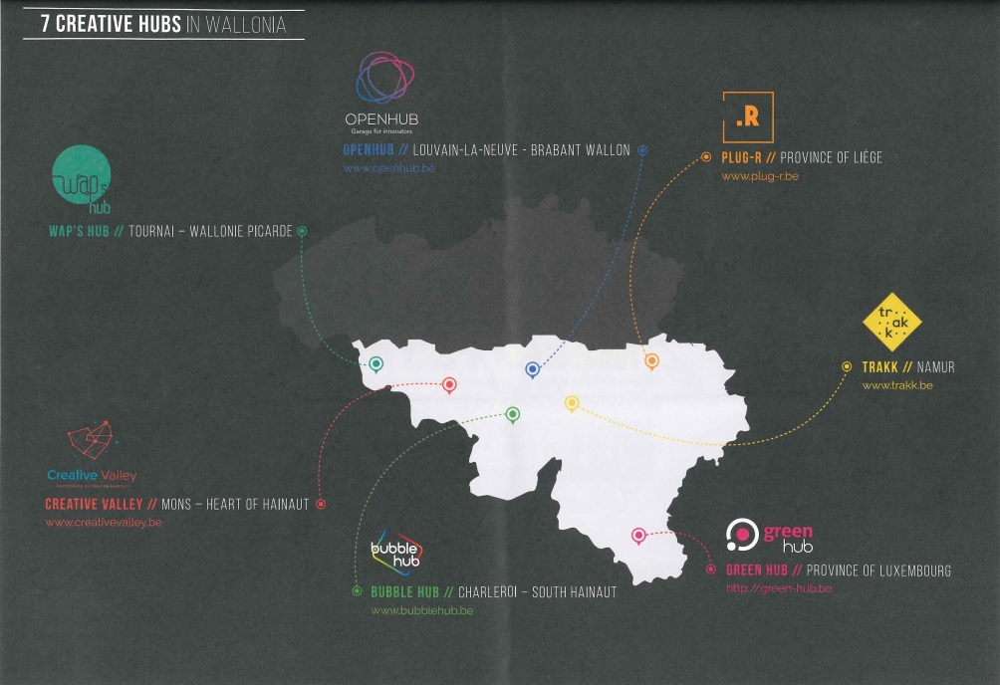 7 CREATIVE HUBS IN WALLONIA
OPENHUB
Garage for innovators
OPENHUB // LOUVAIN-LA-NEUVE - BRABANT WALLON
www.openhub.be
.R
PLUG-R // PROVINCE OF LIÈGE
www.plug-r.be
wap's
hub
WAP'S HUB // TOURNAI – WALLONIE PICARDE
tr
ak
k
TRAKK // NAMUR
www.trakk.be
Creative Valley
CREATIVE VALLEY // MONS – HEART OF HAINAUT
www.creativevalley.be
bubble
hub
BUBBLE HUB // CHARLEROI – SOUTH HAINAUT
www.bubblehub.be
green
hub
GREEN HUB // PROVINCE OF LUXEMBOURG
http://green-hub.be